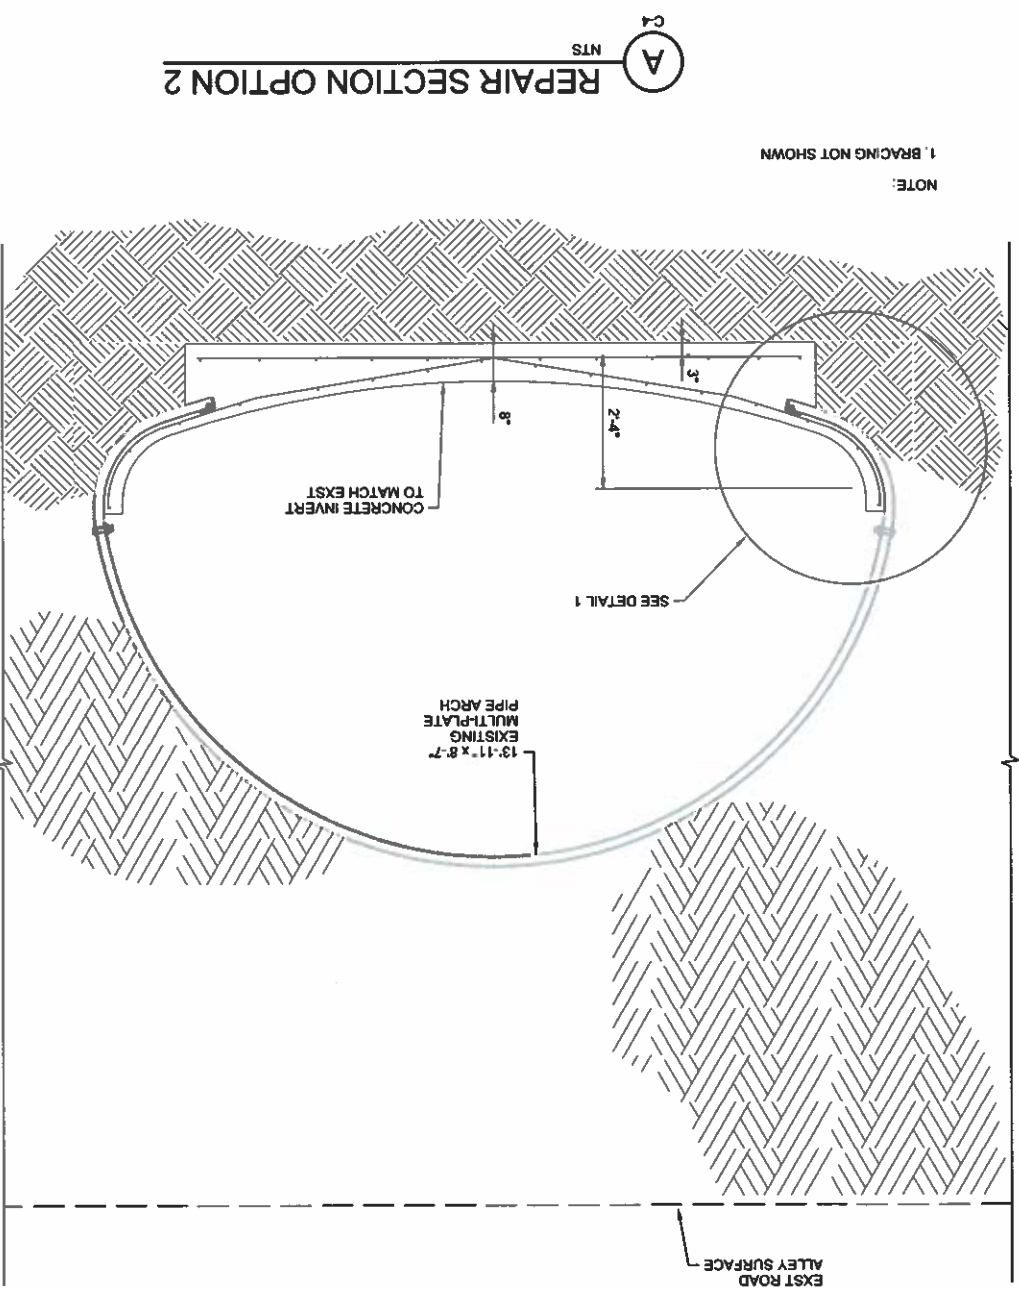 EXST ROAD
ALLEY SURFACE
13'-11" x 8'-7"
EXISTING
MULTI-PLATE
PIPE ARCH
SEE DETAIL 1
CONCRETE INVERT
TO MATCH EXST
2'-4"
8"
3"
NOTE:
1. BRACING NOT SHOWN
A
C-4
REPAIR SECTION OPTION 2
NTS